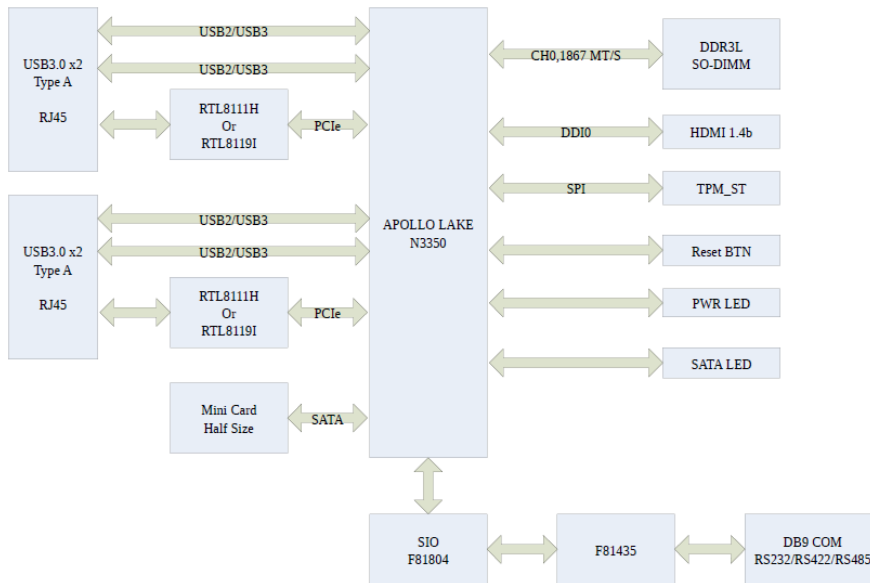 USB3.0 x2
Type A
RJ45
USB2/USB3
USB2/USB3
RTL8111H
Or
RTL8119I
PCIe
USB3.0 x2
Type A
RJ45
USB2/USB3
USB2/USB3
RTL8111H
Or
RTL8119I
PCIe
Mini Card
Half Size
SATA
APOLLO LAKE
N3350
CH0,1867 MT/S
DDR3L
SO-DIMM
DDI0
HDMI 1.4b
SPI
TPM_ST
Reset BTN
PWR LED
SATA LED
SIO
F81804
F81435
DB9 COM
RS232/RS422/RS485